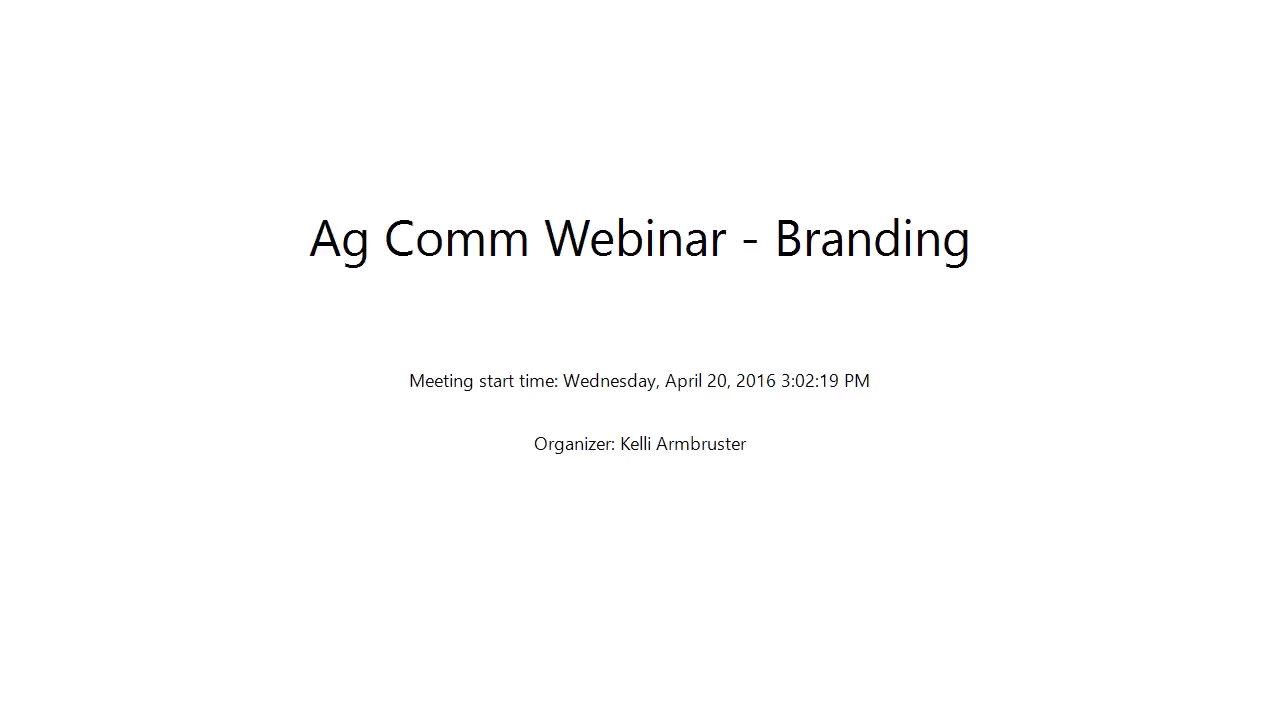 Ag Comm Webinar - Branding
Meeting start time: Wednesday, April 20, 2016 3:02:19 PM
Organizer: Kelli Armbruster